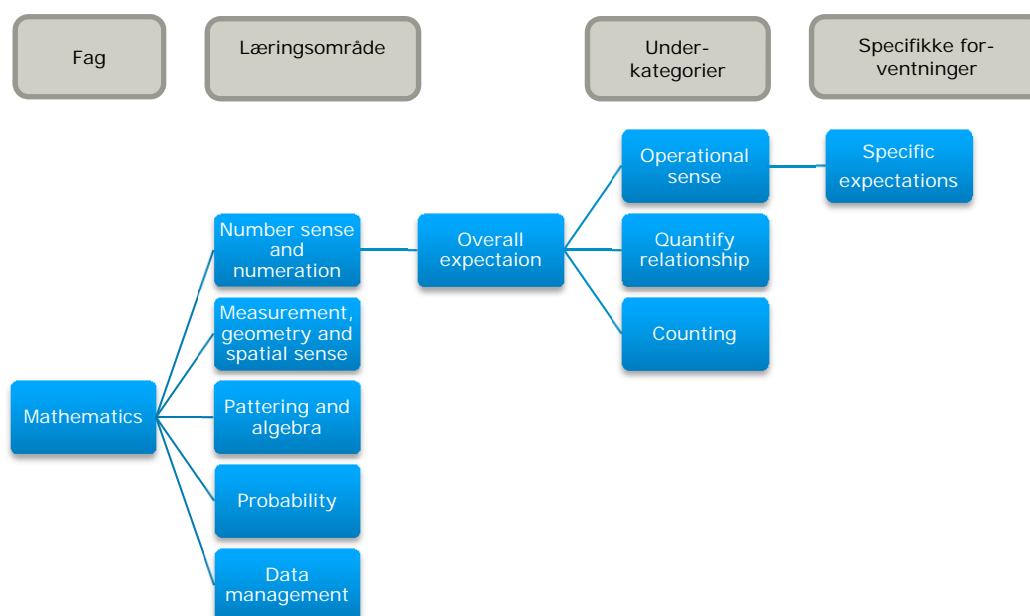 Fag
Læringsområde
Under-
kategorier
Specifikke for-
ventninger
Operational
sense
Specific
expectations
Number sense
and
numeration
Overall
expectaion
Quantify
relationship
Measurement,
geometry and
spatial sense
Counting
Mathematics
Pattering and
algebra
Probability
Data
management